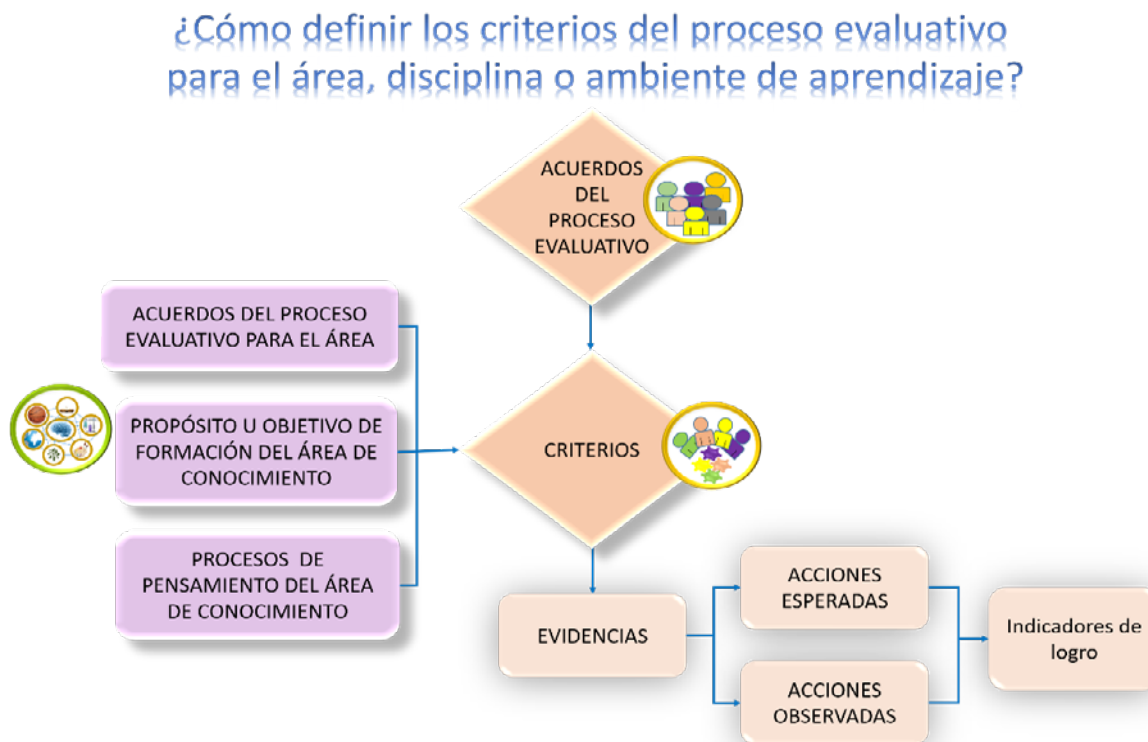 ¿Cómo definir los criterios del proceso evaluativo
para el área, disciplina o ambiente de aprendizaje?
ACUERDOS
DEL
PROCESO
EVALUATIVO
ACUERDOS DEL PROCESO
EVALUATIVO PARA EL ÁREA
PROPÓSITO U OBJETIVO DE
FORMACIÓN DEL ÁREA DE
CONOCIMIENTO
PROCESOS DE
PENSAMIENTO DEL ÁREA
DE CONOCIMIENTO
CRITERIOS
EVIDENCIAS
ACCIONES
ESPERADAS
ACCIONES
OBSERVADAS
Indicadores de
logro